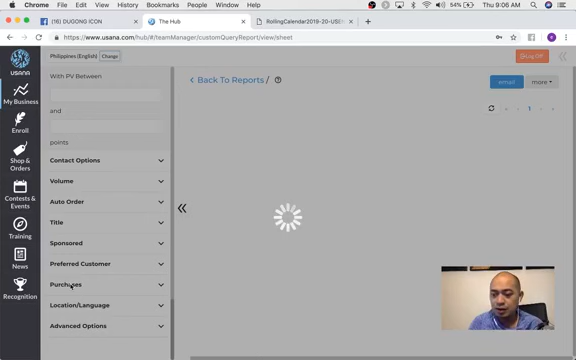 Chrome File Edit View History Bookmarks People Window Help 54% Thu 9:06 AM
(16) DUGONG ICON
The Hub
RollingCalendar2019-20-USEN
https://www.usana.com/hub/#/teamManager/customQueryReport/view/sheet
USANA
Philippines (English) Change
My Business
Enroll
Shop & Orders
Contests & Events
Training
News
Recognition
With PV Between
and
points
Contact Options
Volume
Auto Order
Title
Sponsored
Preferred Customer
Purchases
Location/Language
Advanced Options
Back To Reports /
email
more
1